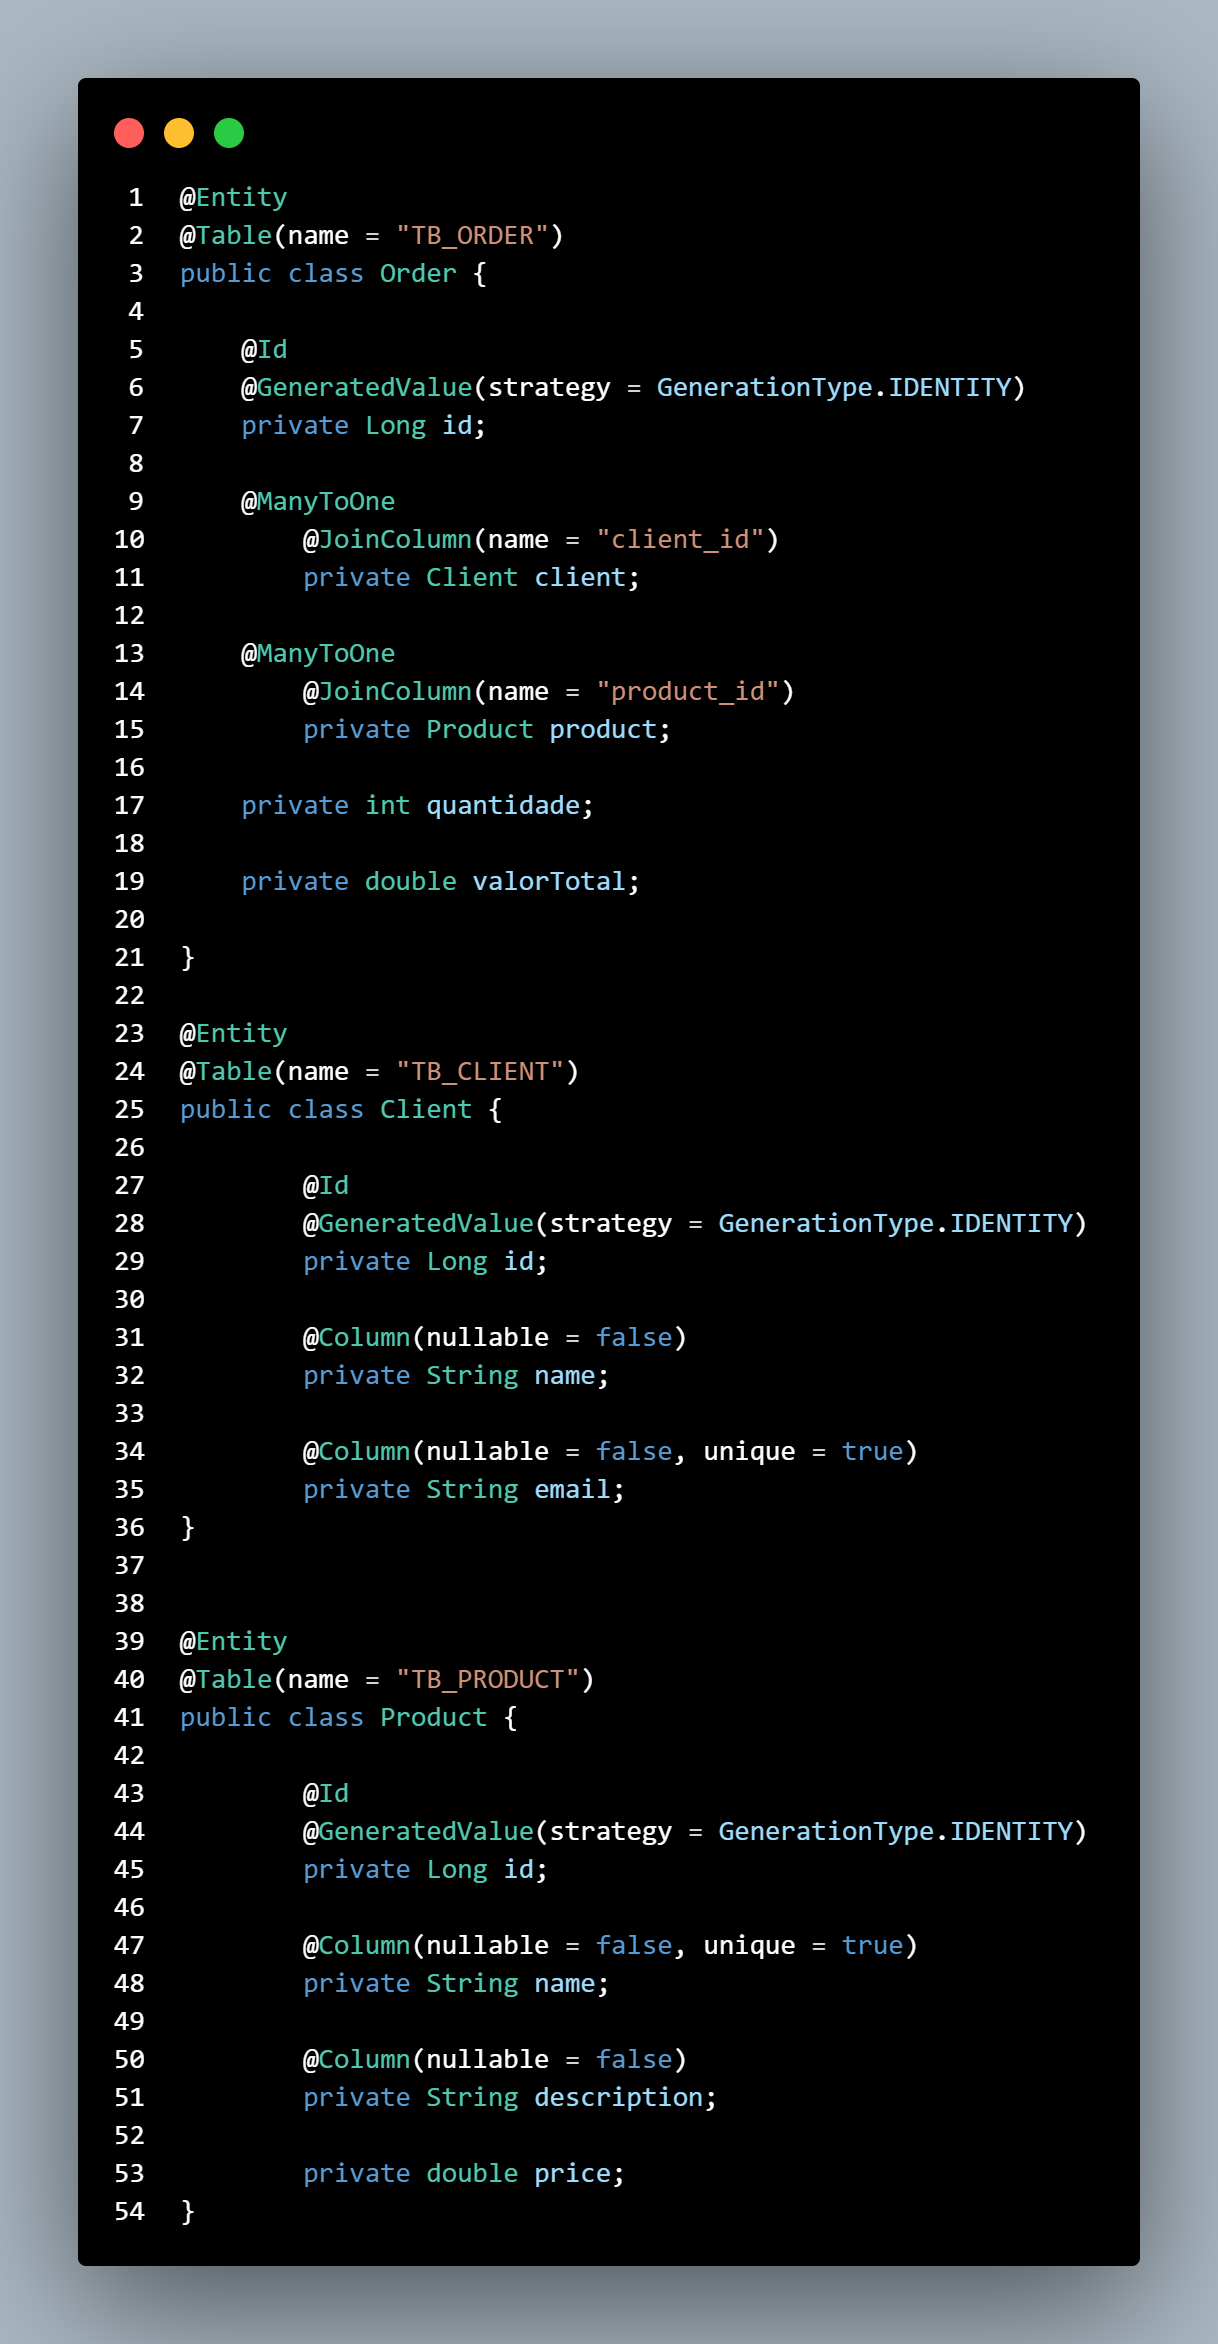 1 @Entity
2 @Table(name = "TB_ORDER")
3 public class Order {
4
5     @Id
6     @GeneratedValue(strategy = GenerationType.IDENTITY)
7     private Long id;
8
9     @ManyToOne
10         @JoinColumn(name = "client_id")
11         private Client client;
12
13     @ManyToOne
14         @JoinColumn(name = "product_id")
15         private Product product;
16
17     private int quantidade;
18
19     private double valorTotal;
20
21 }
22
23 @Entity
24 @Table(name = "TB_CLIENT")
25 public class Client {
26
27         @Id
28         @GeneratedValue(strategy = GenerationType.IDENTITY)
29         private Long id;
30
31         @Column(nullable = false)
32         private String name;
33
34         @Column(nullable = false, unique = true)
35         private String email;
36 }
37
38
39 @Entity
40 @Table(name = "TB_PRODUCT")
41 public class Product {
42
43         @Id
44         @GeneratedValue(strategy = GenerationType.IDENTITY)
45         private Long id;
46
47         @Column(nullable = false, unique = true)
48         private String name;
49
50         @Column(nullable = false)
51         private String description;
52
53         private double price;
54 }